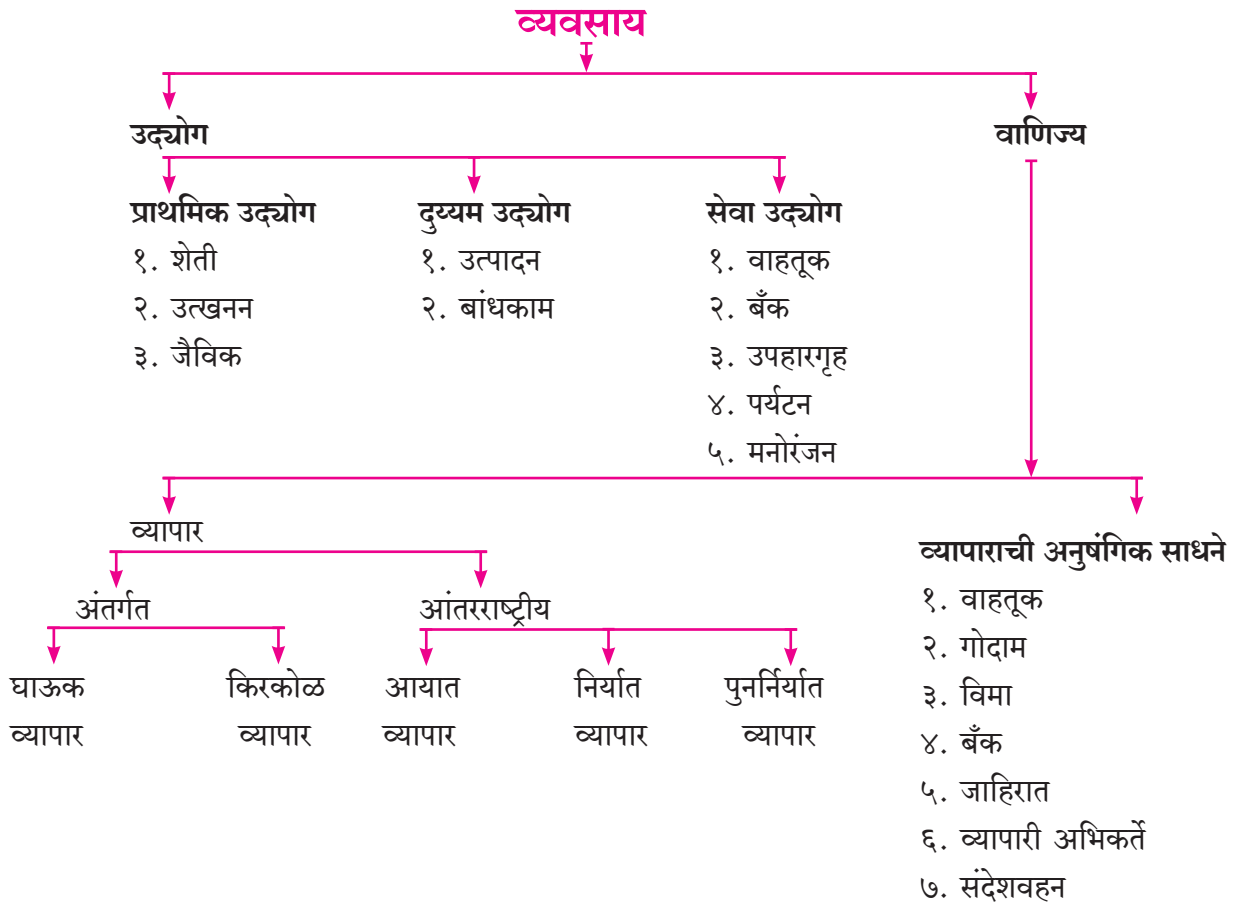 व्यवसाय
उद्योग
वाणिज्य
प्राथमिक उद्योग
१. शेती
२. उत्खनन
३. जैविक
दुय्यम उद्योग
१. उत्पादन
२. बांधकाम
सेवा उद्योग
१. वाहतूक
२. बँक
३. उपहारगृह
४. पर्यटन
५. मनोरंजन
व्यापार
अंतर्गत
आंतरराष्ट्रीय
घाऊक
व्यापार
किरकोळ
व्यापार
आयात
व्यापार
निर्यात
व्यापार
पुनर्निर्यात
व्यापार
व्यापाराची अनुषंगिक साधने
१. वाहतूक
२. गोदाम
३. विमा
४. बँक
५. जाहिरात
६. व्यापारी अभिकर्ते
७. संदेशवहन